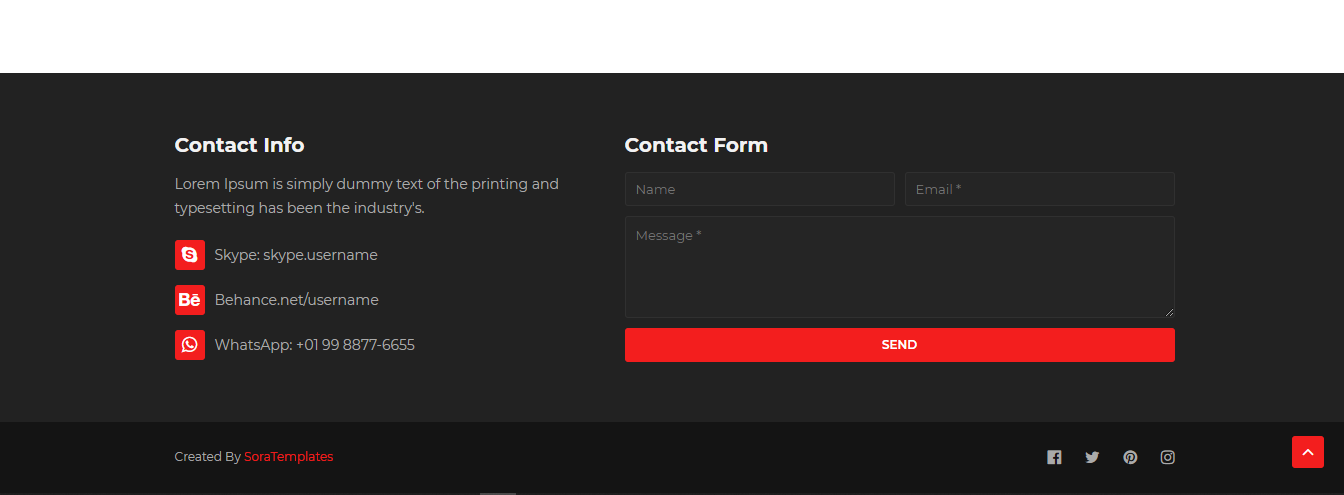 Contact Info
Lorem Ipsum is simply dummy text of the printing and
typesetting has been the industry's.
Skype: skype.username
Bē Behance.net/username
WhatsApp: +01 99 8877-6655
Contact Form
Name
Email *
Message *
SEND
Created By SoraTemplates